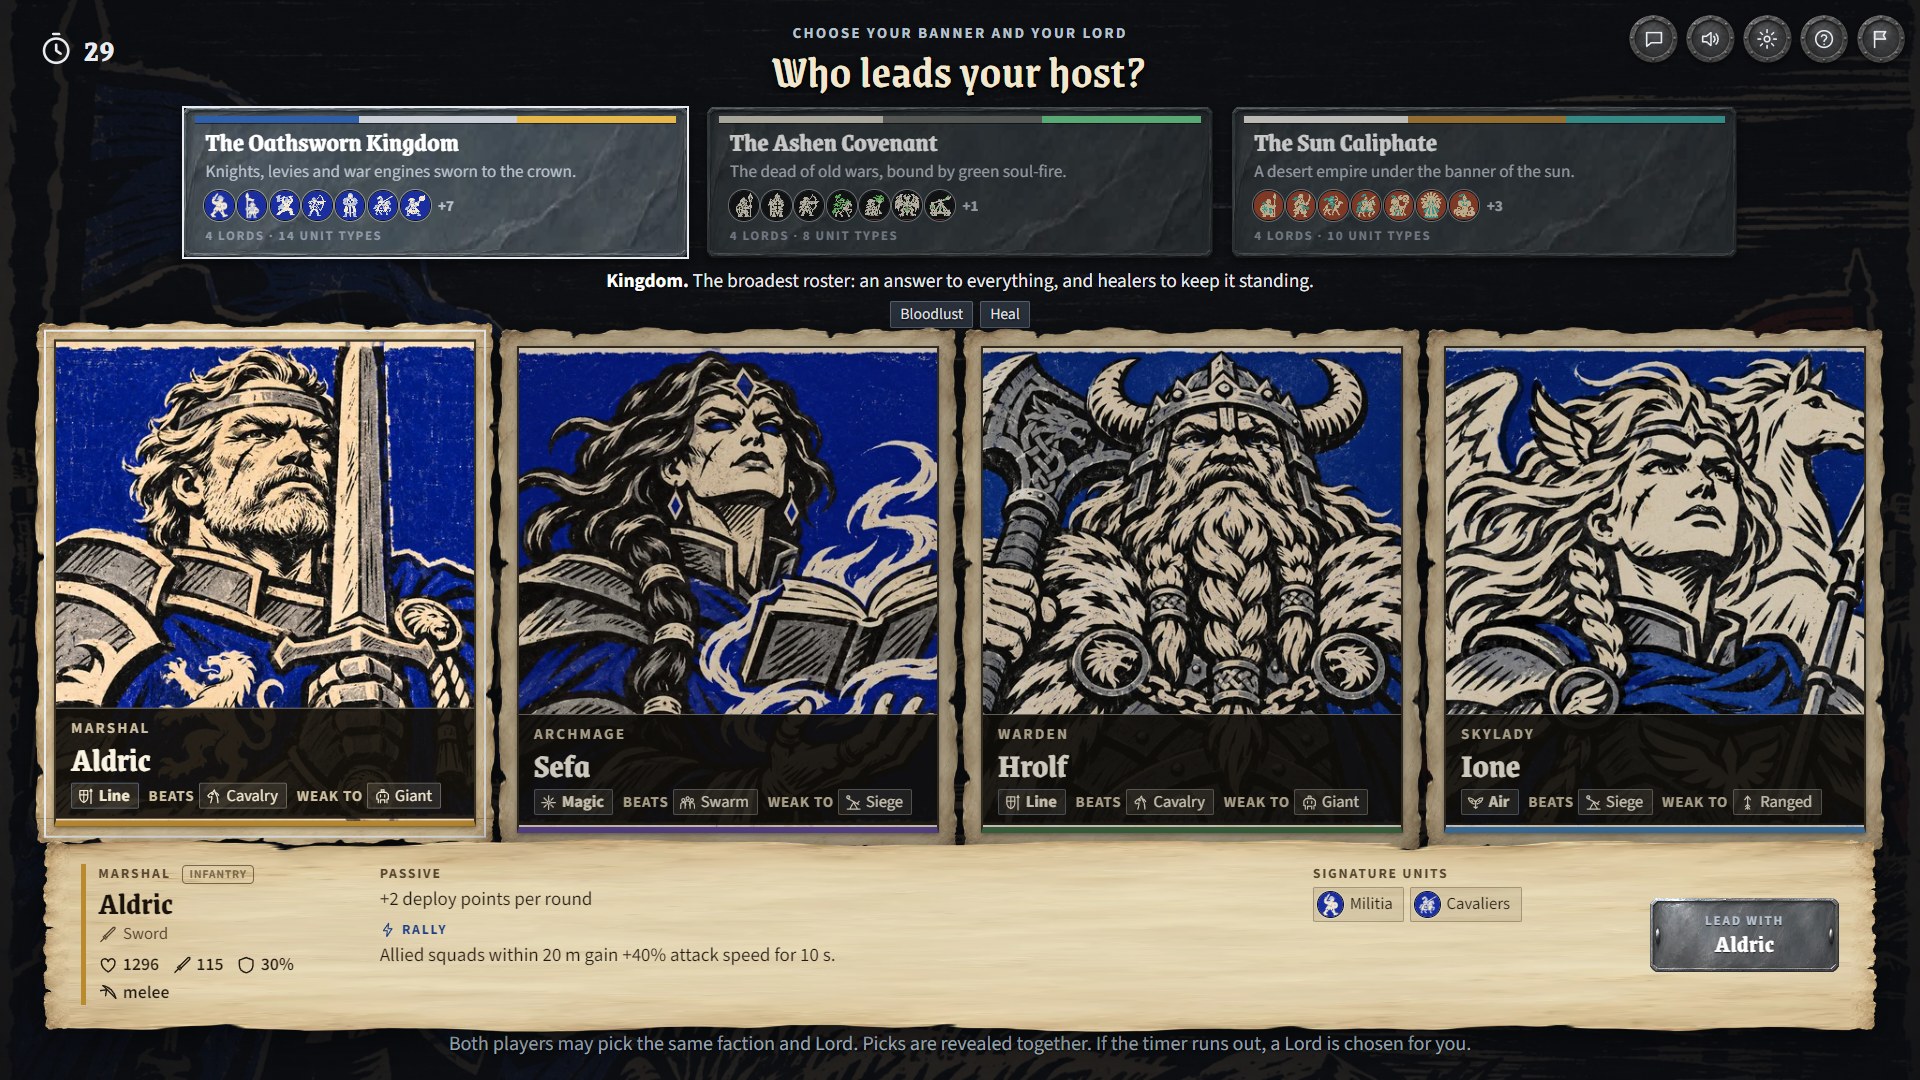 29
CHOOSE YOUR BANNER AND YOUR LORD
Who leads your host?
The Oathsworn Kingdom
Knights, levies and war engines sworn to the crown.
+7
4 LORDS · 14 UNIT TYPES
The Ashen Covenant
The dead of old wars, bound by green soul-fire.
+1
4 LORDS · 8 UNIT TYPES
The Sun Caliphate
A desert empire under the banner of the sun.
+3
4 LORDS · 10 UNIT TYPES
Kingdom. The broadest roster: an answer to everything, and healers to keep it standing.
Bloodlust Heal
MARSHAL
Aldric
Line BEATS Cavalry WEAK TO Giant
ARCHMAGE
Sefa
Magic BEATS Swarm WEAK TO Siege
WARDEN
Hrolf
Line BEATS Cavalry WEAK TO Giant
SKYLADY
Ione
Air BEATS Siege WEAK TO Ranged
MARSHAL INFANTRY
Aldric
Sword
1296 115 30%
melee
PASSIVE
+2 deploy points per round
RALLY
Allied squads within 20 m gain +40% attack speed for 10 s.
SIGNATURE UNITS
Militia Cavaliers
LEAD WITH
Aldric
Both players may pick the same faction and Lord. Picks are revealed together. If the timer runs out, a Lord is chosen for you.